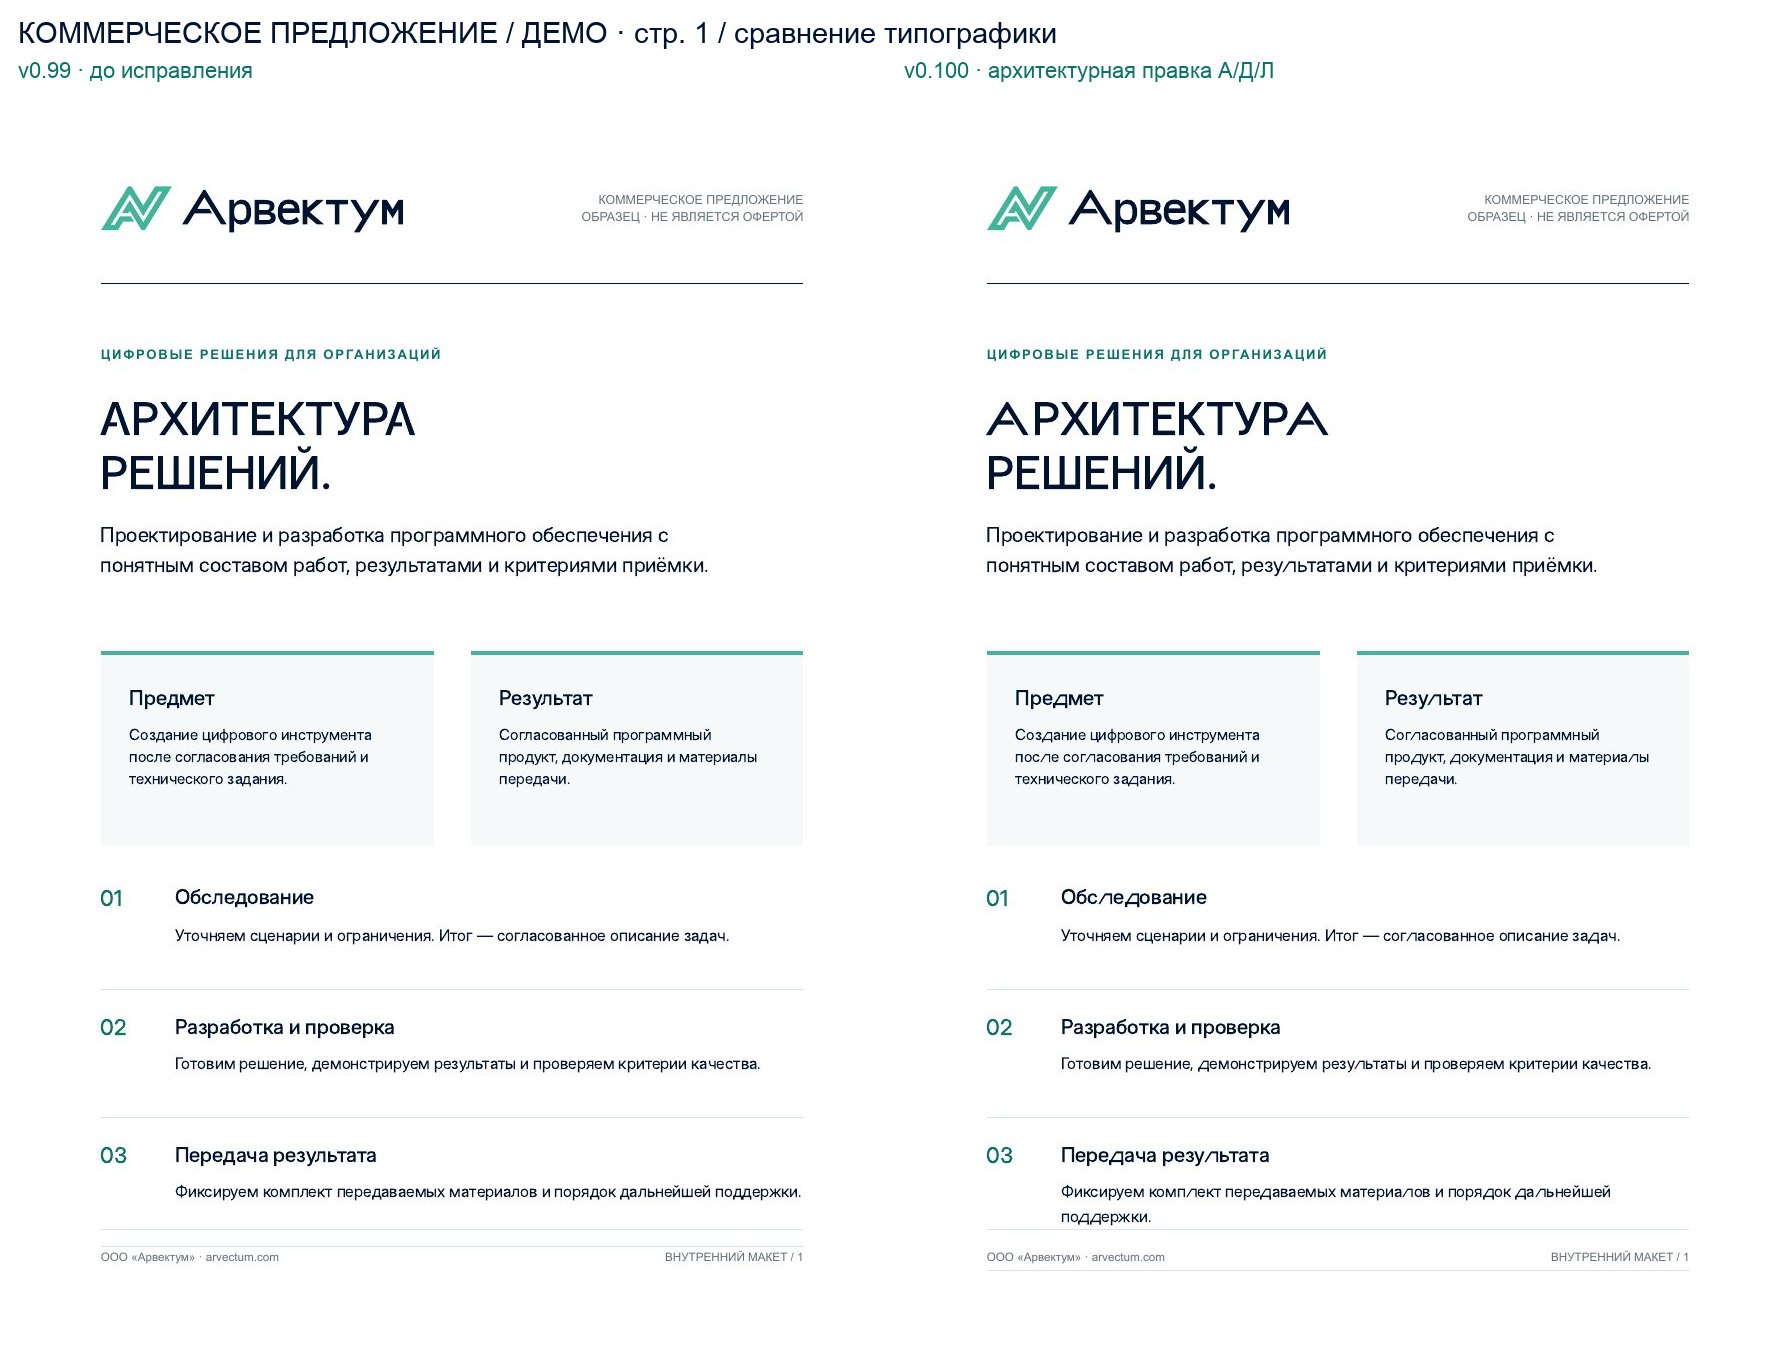 КОММЕРЧЕСКОЕ ПРЕДЛОЖЕНИЕ / ДЕМО · стр. 1 / сравнение типографики
v0.99 · до исправления
Арвектум
КОММЕРЧЕСКОЕ ПРЕДЛОЖЕНИЕ
ОБРАЗЕЦ · НЕ ЯВЛЯЕТСЯ ОФЕРТОЙ
ЦИФРОВЫЕ РЕШЕНИЯ ДЛЯ ОРГАНИЗАЦИЙ
АРХИТЕКТУРА
РЕШЕНИЙ.
Проектирование и разработка программного обеспечения с
понятным составом работ, результатами и критериями приёмки.
Предмет
Создание цифрового инструмента
после согласования требований и
технического задания.
Результат
Согласованный программный
продукт, документация и материалы
передачи.
01
Обследование
Уточняем сценарии и ограничения. Итог — согласованное описание задач.
02
Разработка и проверка
Готовим решение, демонстрируем результаты и проверяем критерии качества.
03
Передача результата
Фиксируем комплект передаваемых материалов и порядок дальнейшей поддержки.
ООО «Арвектум» · arvectum.com
ВНУТРЕННИЙ МАКЕТ / 1
v0.100 · архитектурная правка А/Д/Л
Арвектум
КОММЕРЧЕСКОЕ ПРЕДЛОЖЕНИЕ
ОБРАЗЕЦ · НЕ ЯВЛЯЕТСЯ ОФЕРТОЙ
ЦИФРОВЫЕ РЕШЕНИЯ ДЛЯ ОРГАНИЗАЦИЙ
АРХИТЕКТУРА
РЕШЕНИЙ.
Проектирование и разработка программного обеспечения с
понятным составом работ, результатами и критериями приёмки.
Предмет
Создание цифрового инструмента
после согласования требований и
технического задания.
Результат
Согласованный программный
продукт, документация и материалы
передачи.
01
Обследование
Уточняем сценарии и ограничения. Итог — согласованное описание задач.
02
Разработка и проверка
Готовим решение, демонстрируем результаты и проверяем критерии качества.
03
Передача результата
Фиксируем комплект передаваемых материалов и порядок дальнейшей
поддержки.
ООО «Арвектум» · arvectum.com
ВНУТРЕННИЙ МАКЕТ / 1